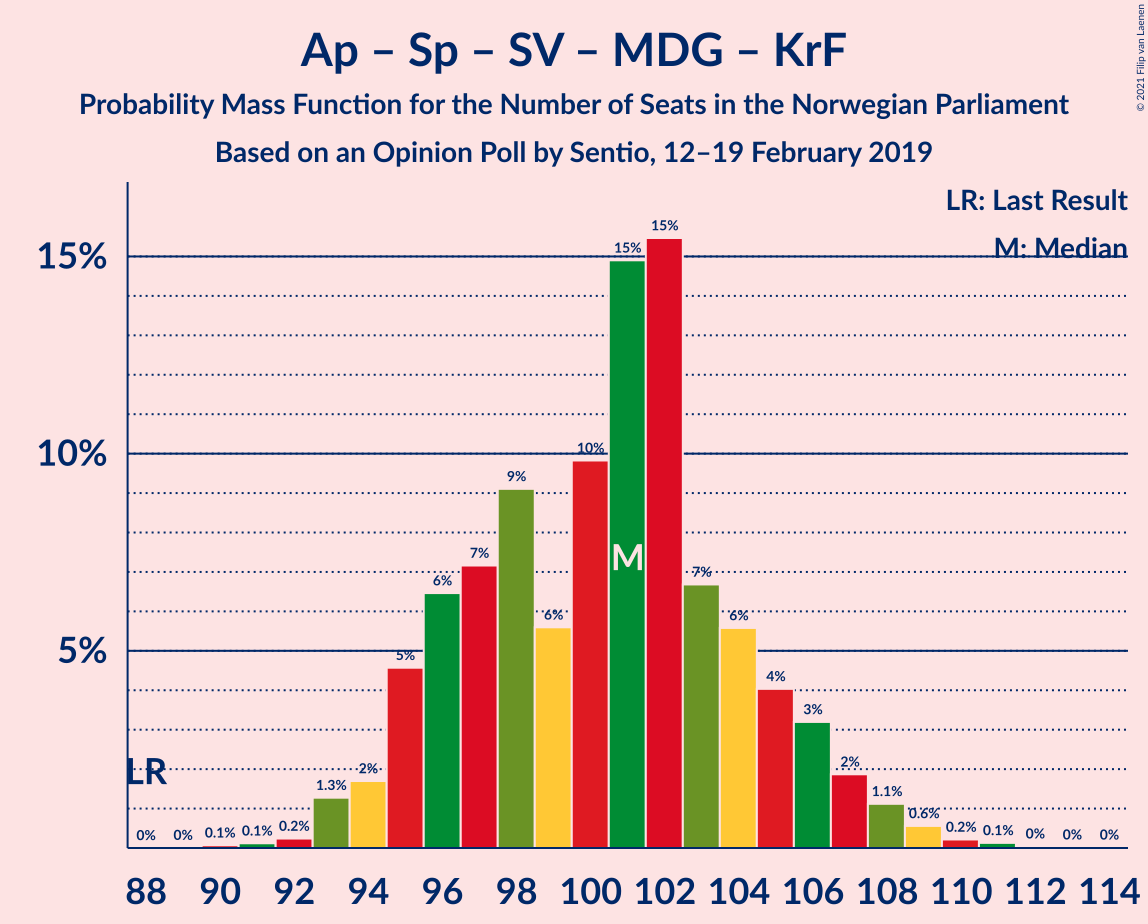 Ap – Sp – SV – MDG – KrF
Probability Mass Function for the Number of Seats in the Norwegian Parliament
Based on an Opinion Poll by Sentio, 12–19 February 2019
© 2021 Filip van Laenen
LR: Last Result
M: Median
15%
10%
5%
LR
M
0% 0% 0.1% 0.1% 0.2% 1.3% 2% 5% 6% 7% 9% 6% 10% 15% 15% 7% 6% 4% 3% 2% 1.1% 0.6% 0.2% 0.1% 0% 0% 0%
88 90 92 94 96 98 100 102 104 106 108 110 112 114